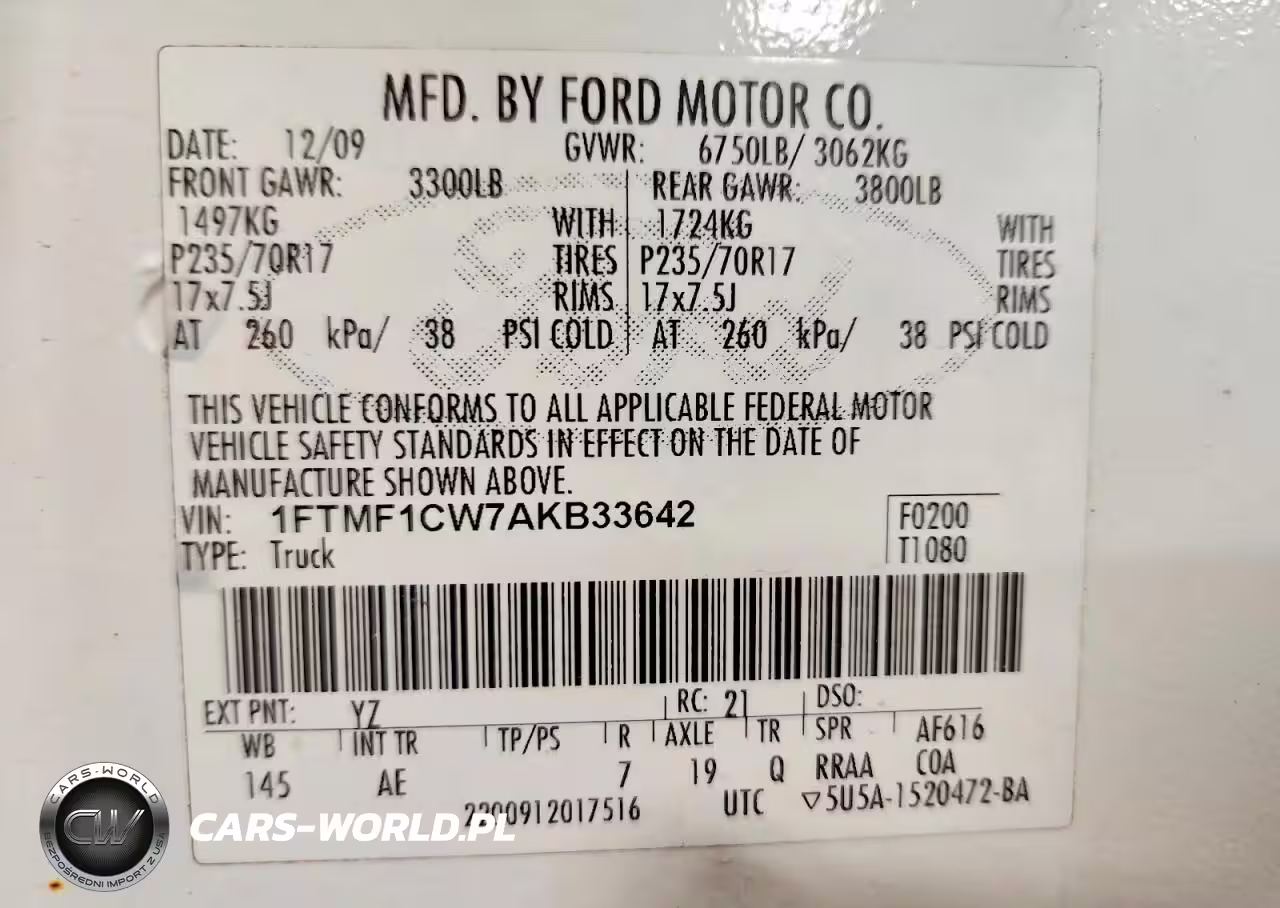 MFD. BY FORD MOTOR CO.
DATE: 12/09 GVWR: 6750LB/ 3062KG
FRONT GAWR: 3300LB REAR GAWR: 3800LB
1497KG WITH 1724KG WITH
P235/70R17 TIRES P235/70R17 TIRES
17x7.5J RIMS 17x7.5J RIMS
AT 260 kPa/ 38 PSI COLD AT 260 kPa/ 38 PSI COLD
THIS VEHICLE CONFORMS TO ALL APPLICABLE FEDERAL MOTOR
VEHICLE SAFETY STANDARDS IN EFFECT ON THE DATE OF
MANUFACTURE SHOWN ABOVE.
VIN: 1FTMF1CW7AKB33642 F0200
TYPE: Truck T1080
EXT PNT: YZ RC: 21 DSO:
WB INT TR TP/PS R AXLE TR SPR AF616
145 AE 7 19 Q RRAA COA
2200912017516 UTC ▽5U5A-1520472-BA
CARS-WORLD
CW
BEZPOŚREDNI IMPORT Z USA
CARS-WORLD.PL